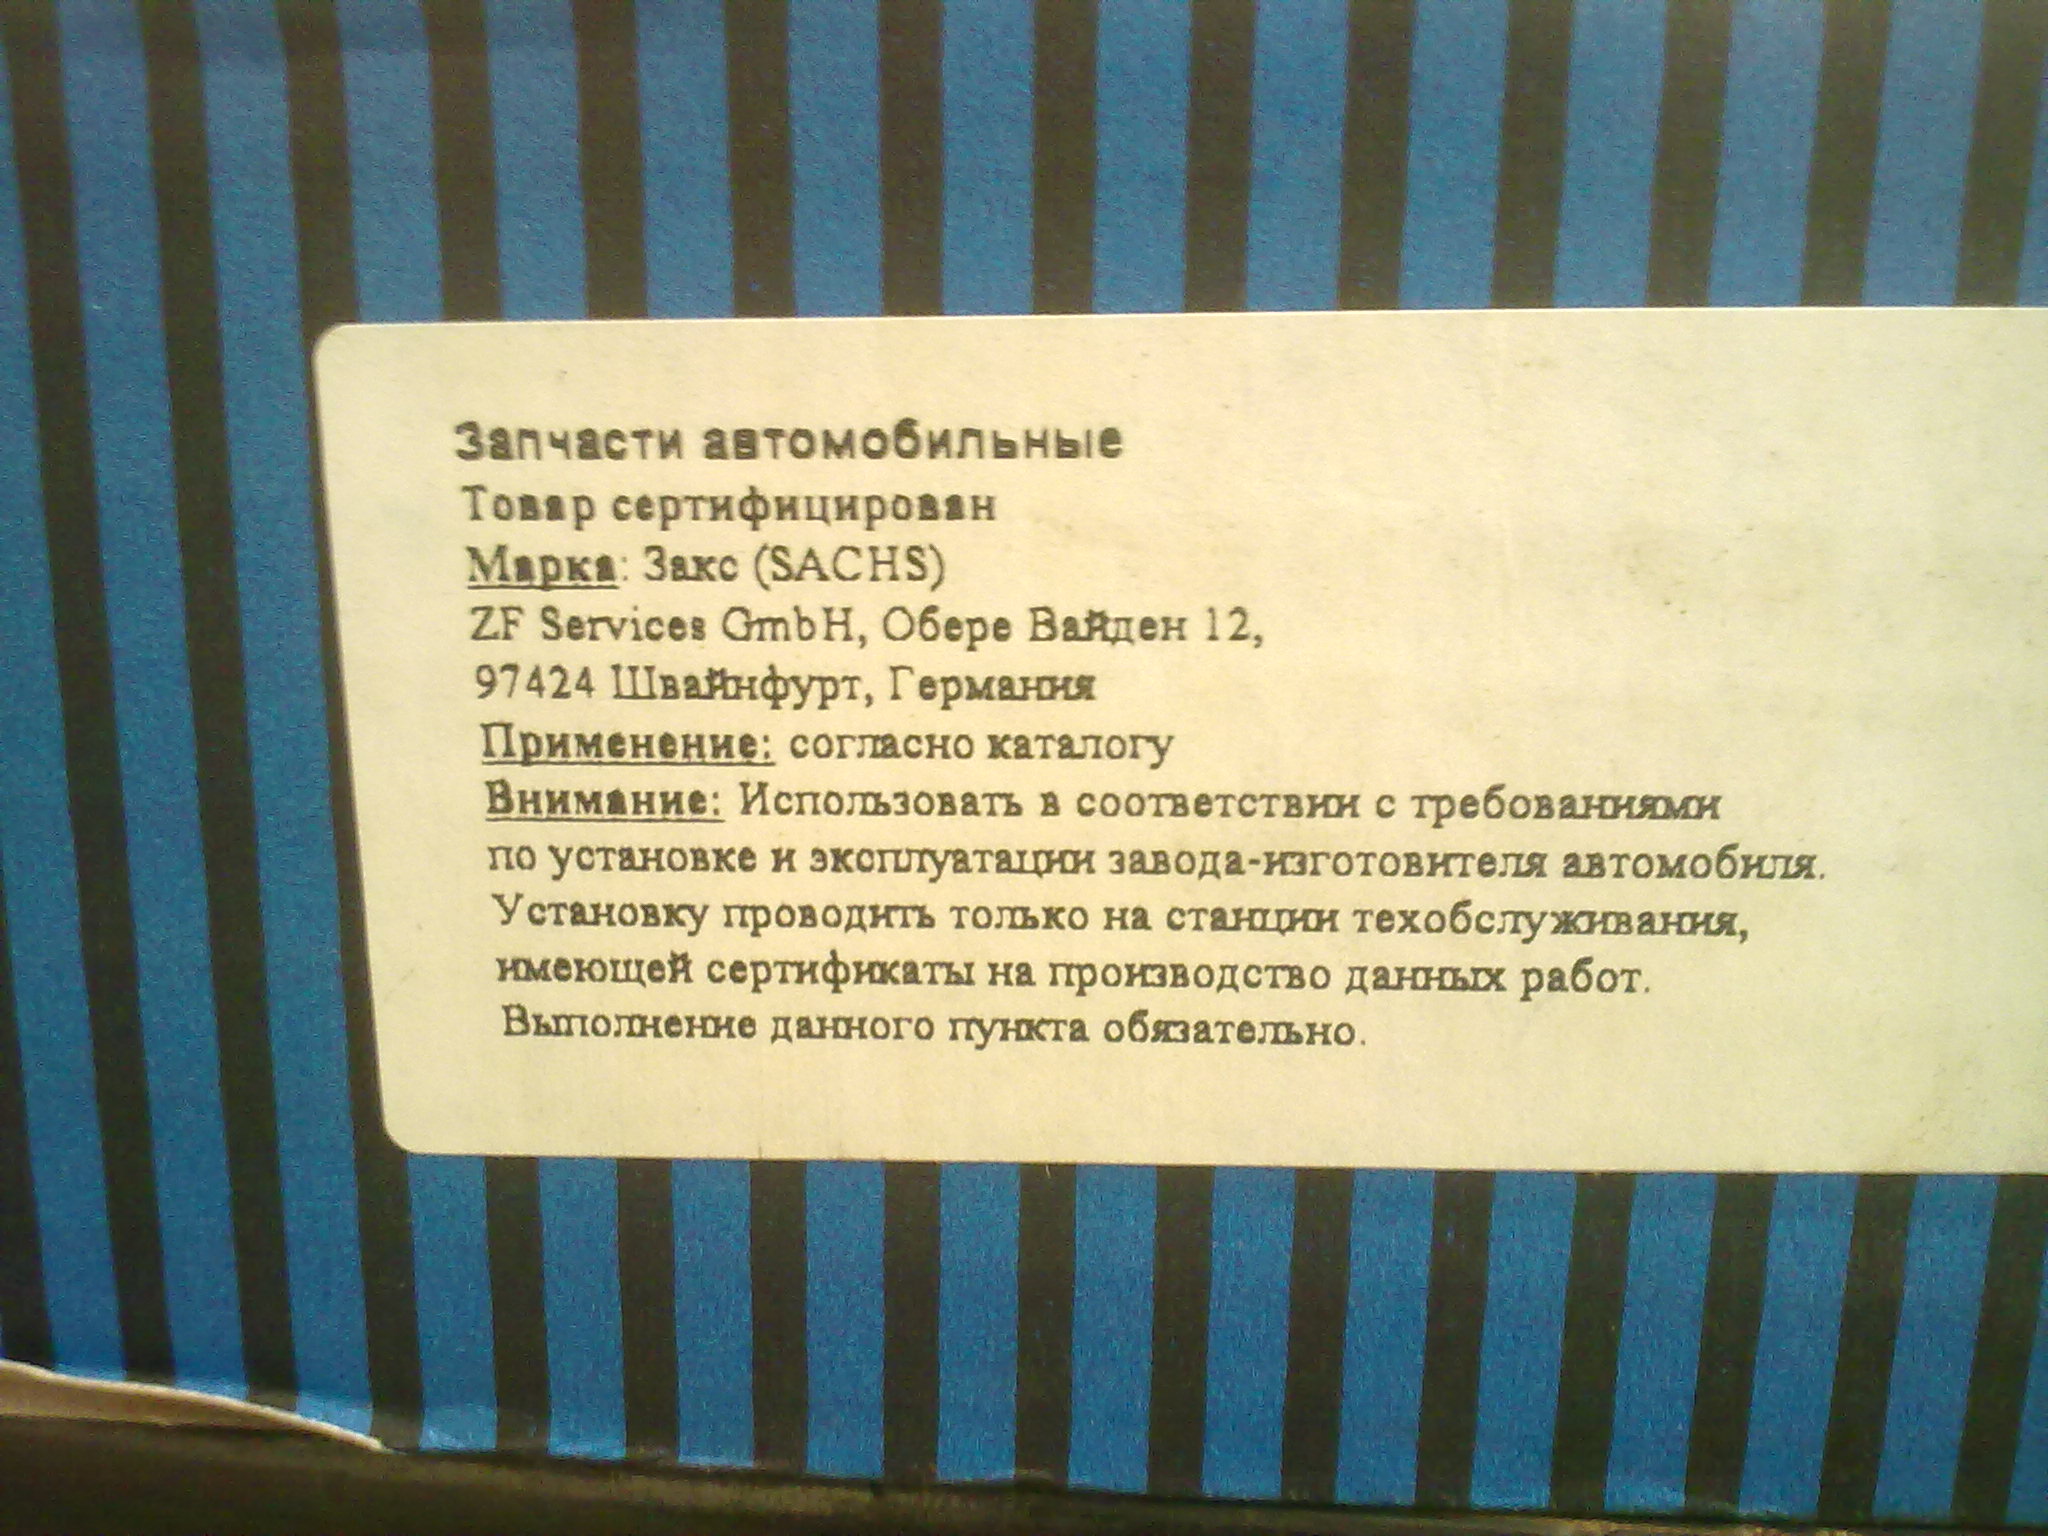 Запчасти автомобильные
Товар сертифицирован
Марка: Закс (SACHS)
ZF Services GmbH, Обере Вайден 12,
97424 Швайнфурт, Германия
Применение: согласно каталогу
Внимание: Использовать в соответствии с требованиями
по установке и эксплуатации завода-изготовителя автомобиля.
Установку проводить только на станции техобслуживания,
имеющей сертификаты на производство данных работ.
Выполнение данного пункта обязательно.